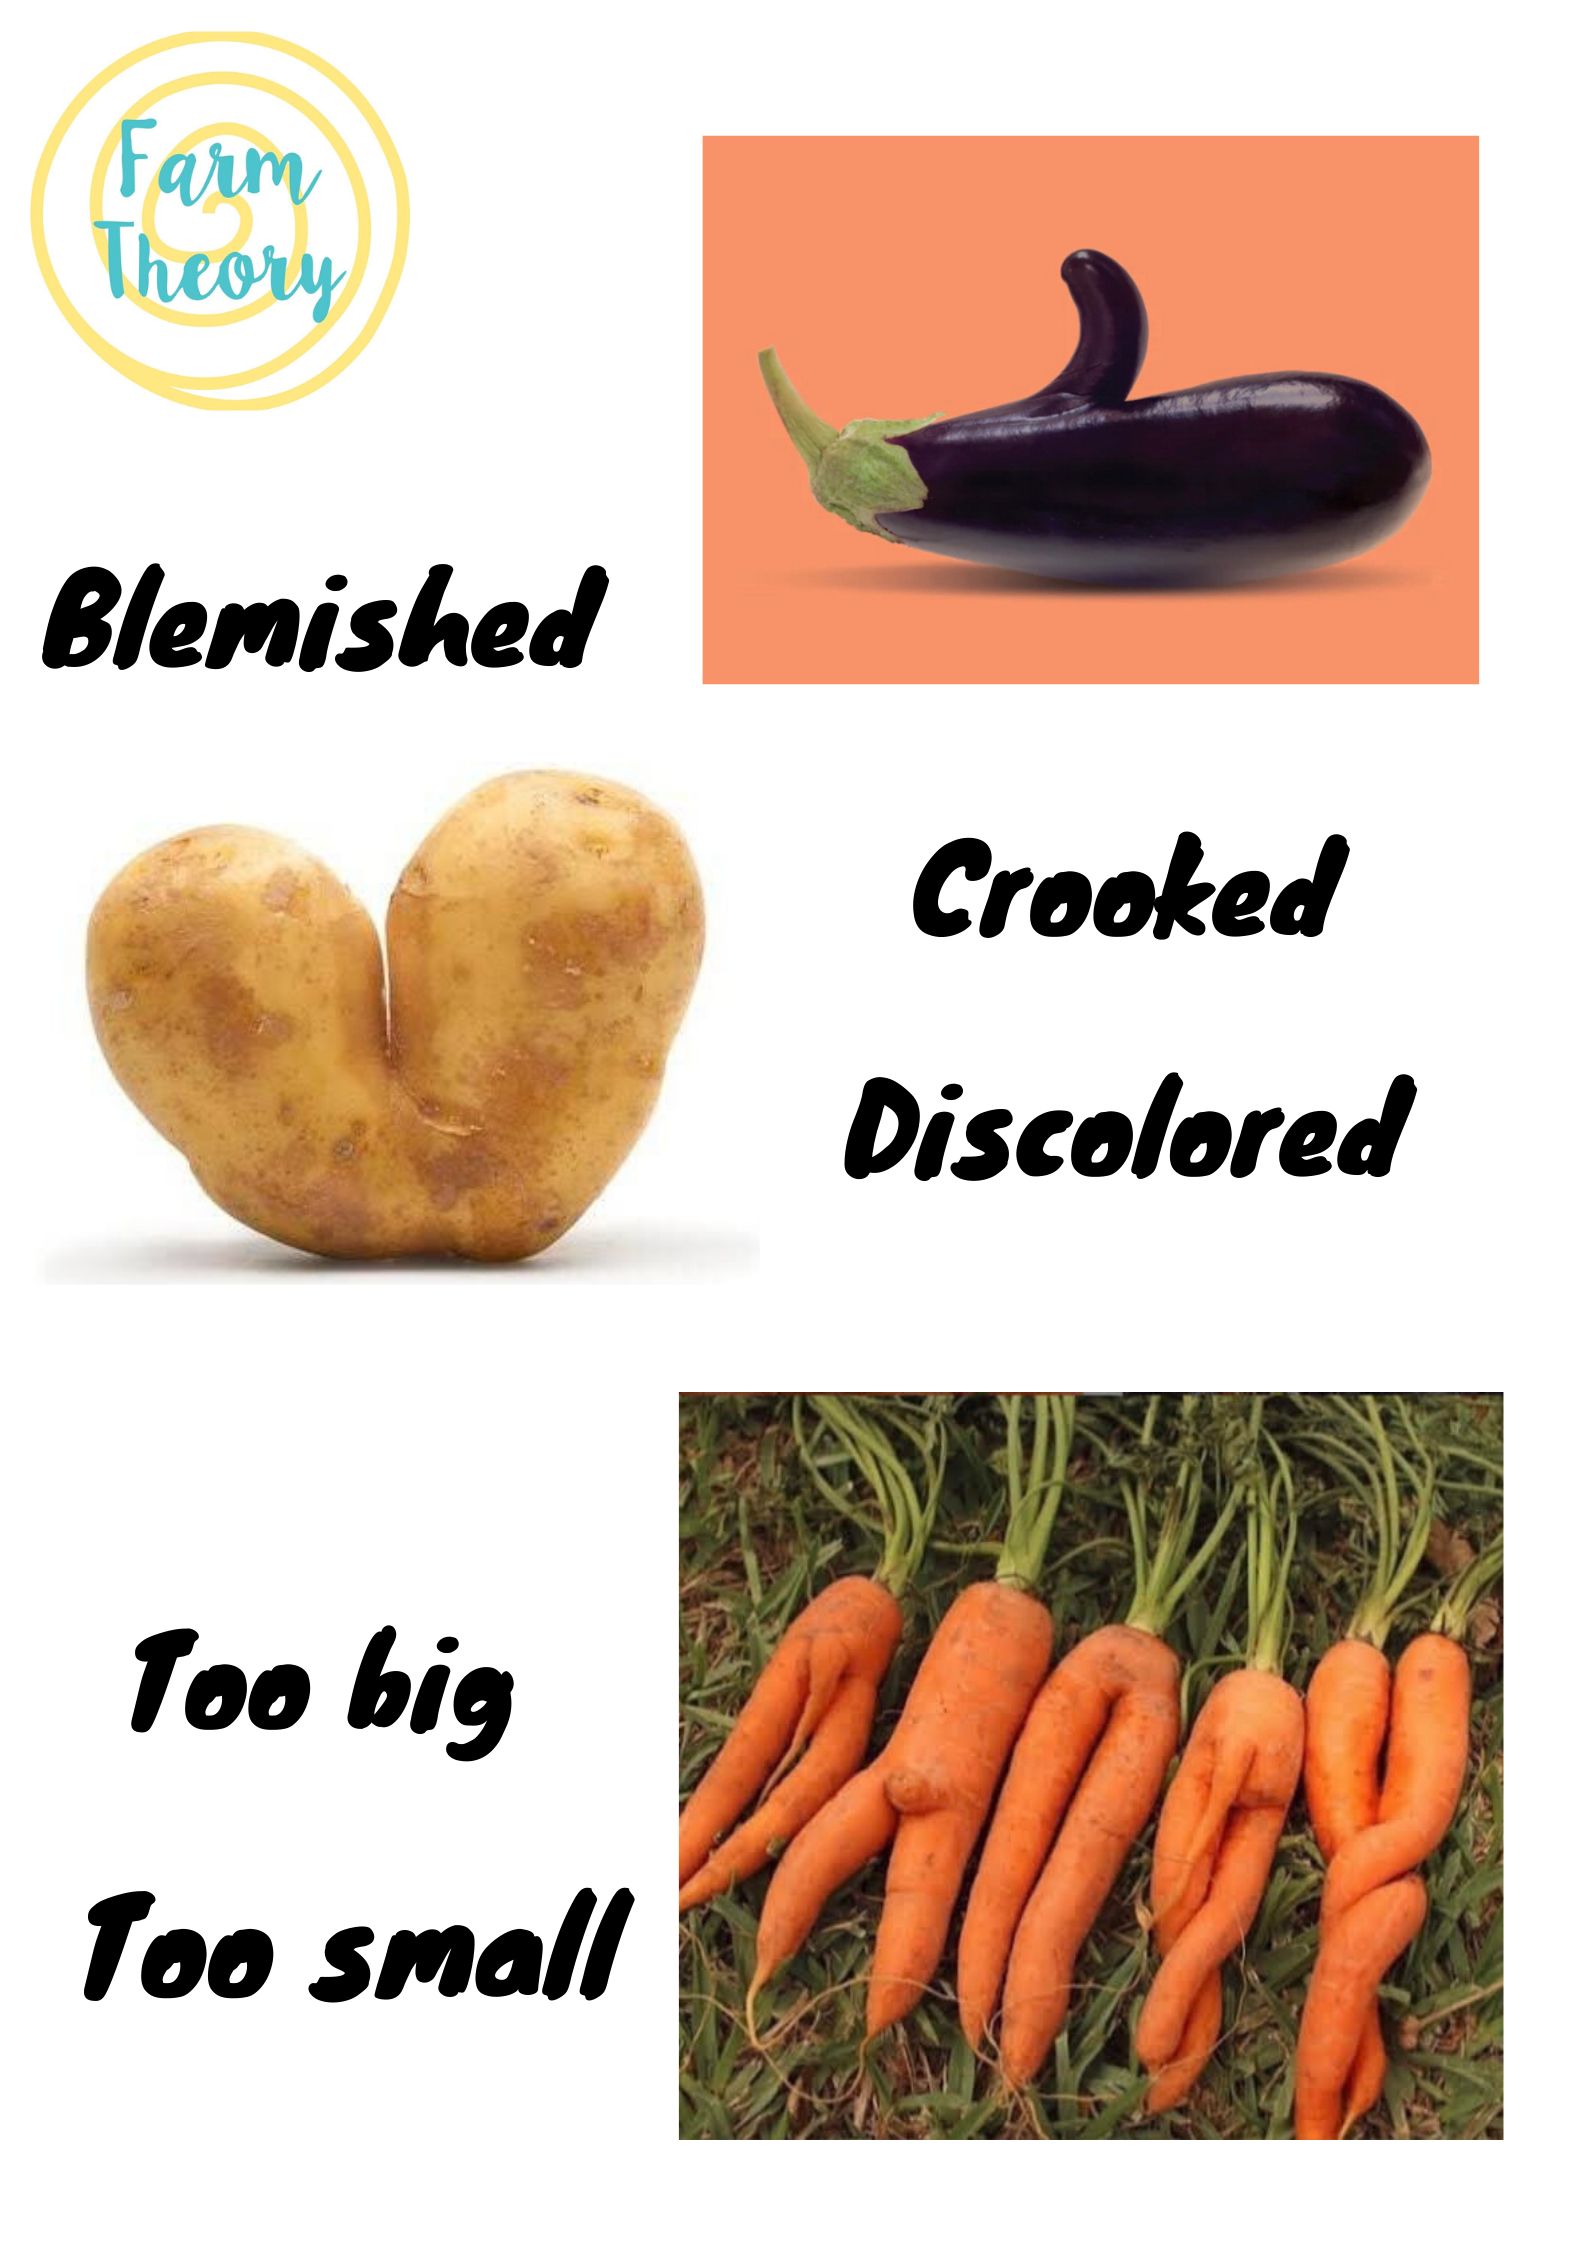 Farm
Theory
Blemished
Crooked
Discolored
Too big
Too small